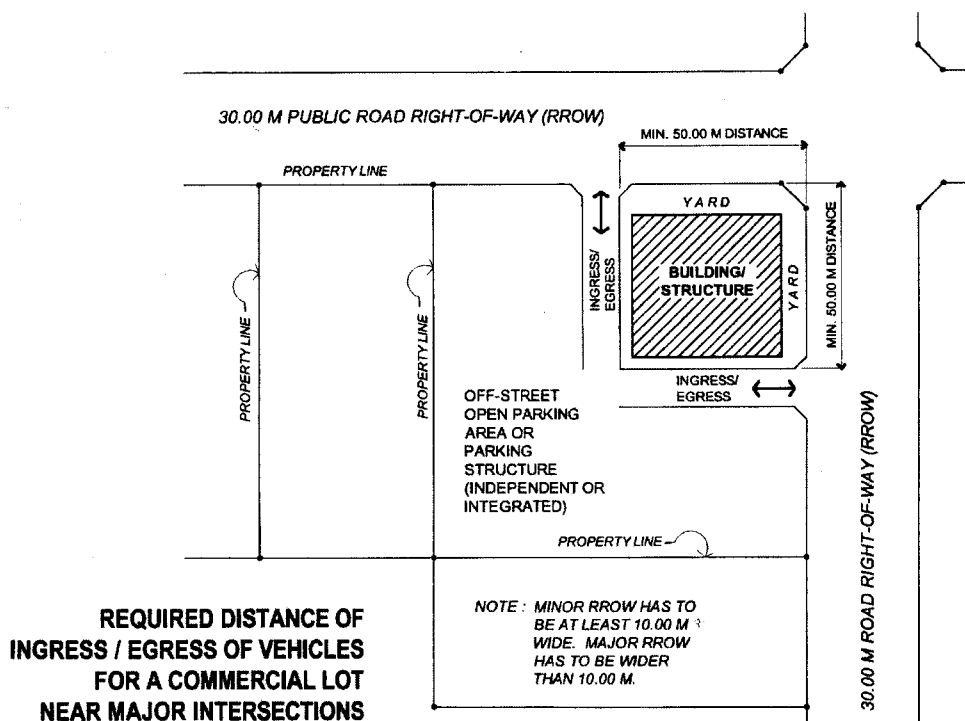 30.00 M PUBLIC ROAD RIGHT-OF-WAY (RROW)
MIN. 50.00 M DISTANCE
PROPERTY LINE
YARD
BUILDING/
STRUCTURE
YARD
MIN. 50.00 M DISTANCE
INGRESS/
EGRESS
PROPERTY LINE
PROPERTY LINE
INGRESS/
EGRESS
OFF-STREET
OPEN PARKING
AREA OR
PARKING
STRUCTURE
(INDEPENDENT OR
INTEGRATED)
PROPERTY LINE
30.00 M ROAD RIGHT-OF-WAY (RROW)
NOTE : MINOR RROW HAS TO
BE AT LEAST 10.00 M
WIDE. MAJOR RROW
HAS TO BE WIDER
THAN 10.00 M.
REQUIRED DISTANCE OF
INGRESS / EGRESS OF VEHICLES
FOR A COMMERCIAL LOT
NEAR MAJOR INTERSECTIONS